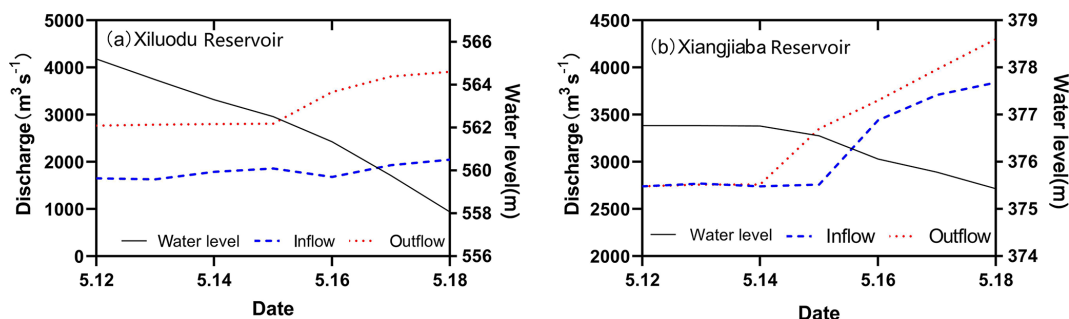 (a)Xiluodu Reservoir
Discharge(m³ s⁻¹)
5000
4000
3000
2000
1000
0
Water level(m)
566
564
562
560
558
556
Water level
Inflow
Outflow
5.12
5.14
5.16
5.18
Date
(b)Xiangjiaba Reservoir
Discharge(m³ s⁻¹)
4500
4000
3500
3000
2500
2000
Water level(m)
379
378
377
376
375
374
Water level
Inflow
Outflow
5.12
5.14
5.16
5.18
Date